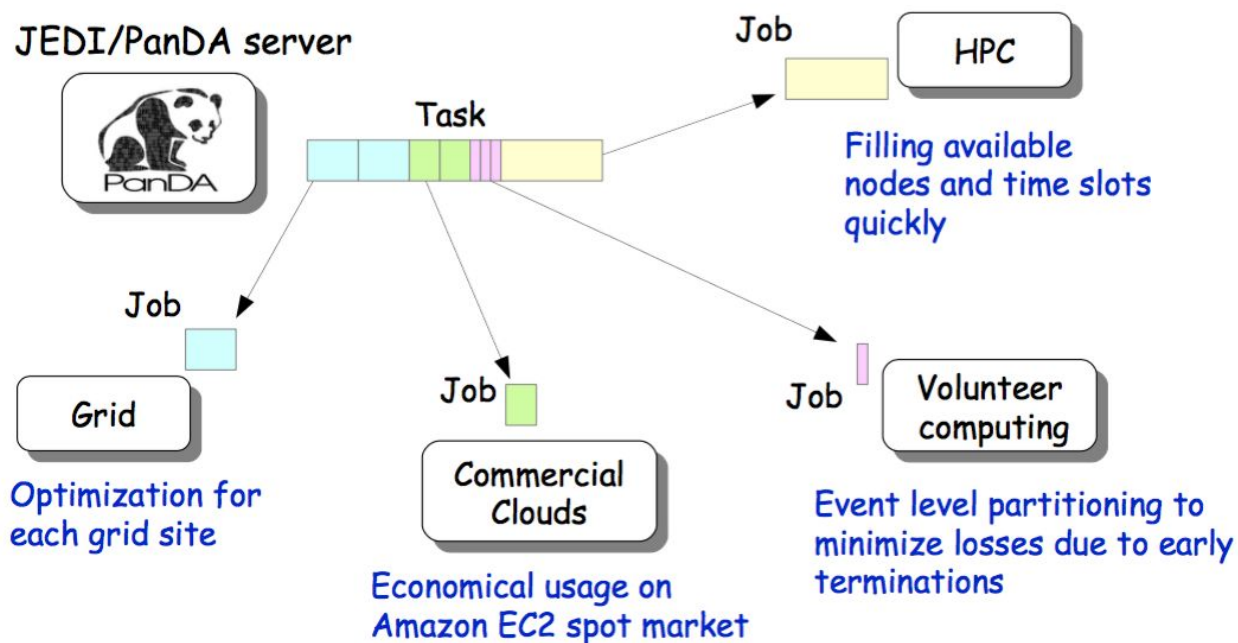 JEDI/PanDA server
PanDA
Task
Job
HPC
Filling available
nodes and time slots
quickly
Job
Grid
Optimization for
each grid site
Job
Commercial
Clouds
Economical usage on
Amazon EC2 spot market
Job
Volunteer
computing
Event level partitioning to
minimize losses due to early
terminations